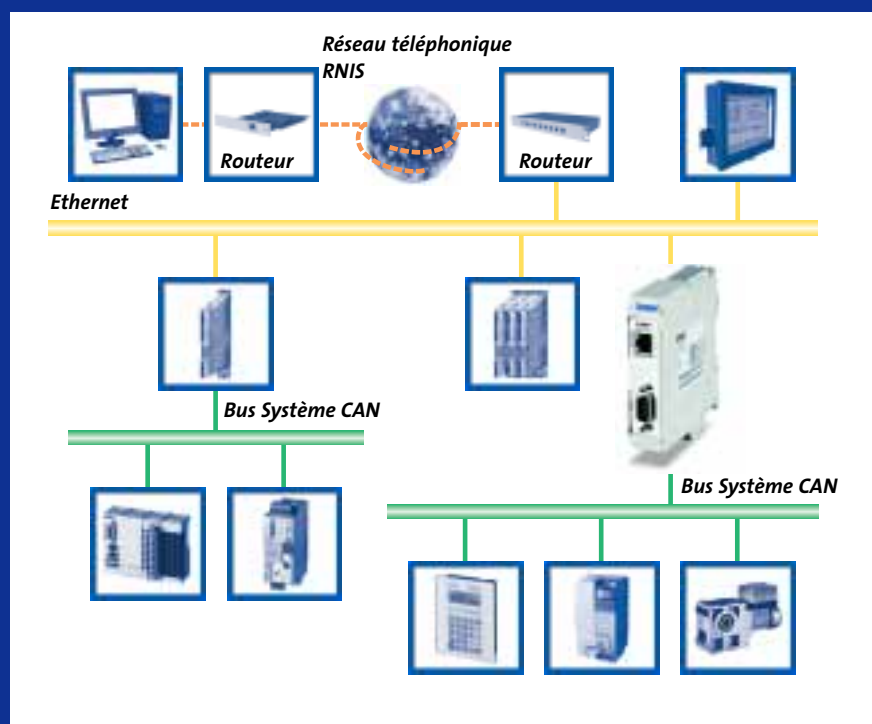 Réseau téléphonique
RNIS
Routeur
Routeur
Ethernet
Bus Système CAN
Bus Système CAN